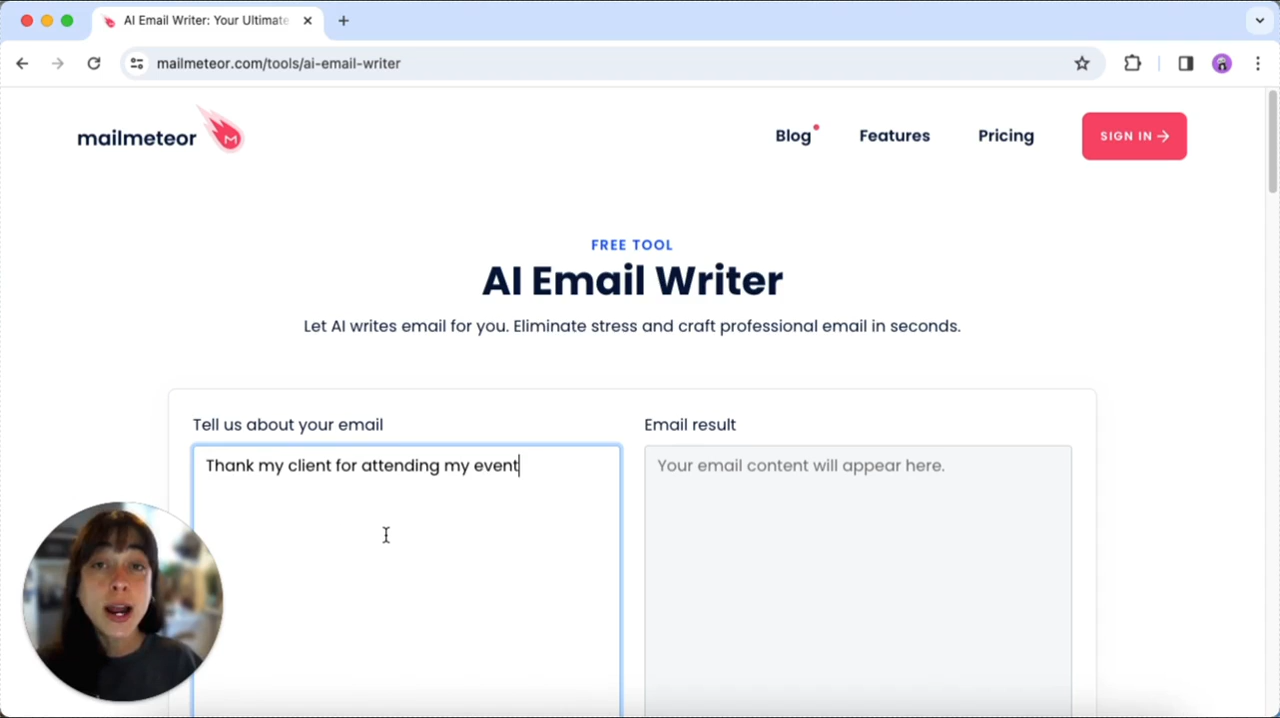 AI Email Writer: Your Ultimate
mailmeteor.com/tools/ai-email-writer
mailmeteor
M
Blog
Features
Pricing
SIGN IN →
FREE TOOL
AI Email Writer
Let AI writes email for you. Eliminate stress and craft professional email in seconds.
Tell us about your email
Email result
Thank my client for attending my event
Your email content will appear here.